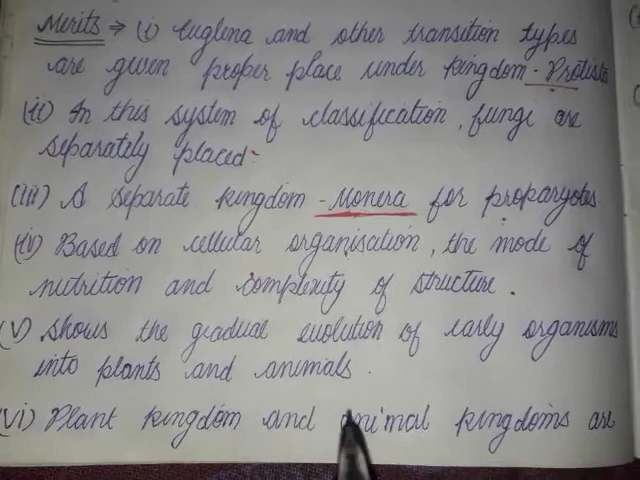 Merits → (i) Euglena and other transition types
are given proper place under kingdom - Protista
(ii) In this system of classification, fungi are
separately placed-
(iii) A separate kingdom - Monera for prokaryotes.
(iv) Based on cellular organisation, the mode of
nutrition and complexity of structure.
(v) Shows the gradual evolution of early organisms
into plants and animals.
(vi) Plant kingdom and animal kingdoms are